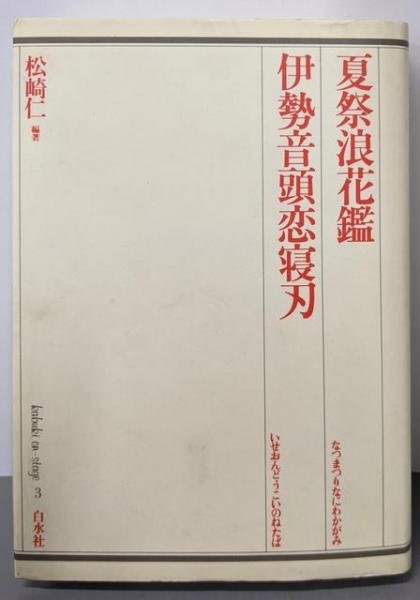 夏祭浪花鑑
なつまつりなにわかがみ
伊勢音頭恋寝刃
いせおんどうこいのねたば
松崎仁
編著
kabuki on-stage 3
白水社